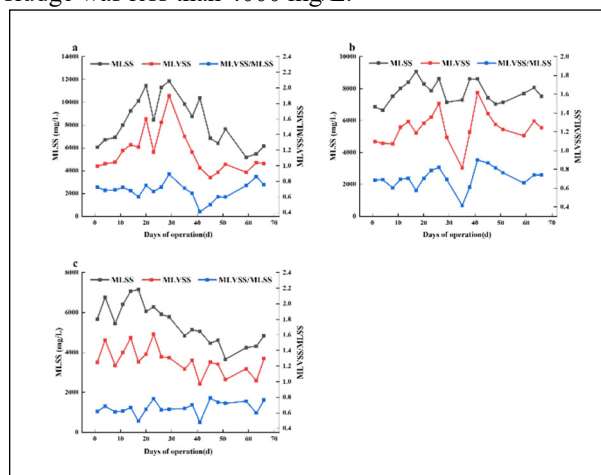 sludge was less than 4000 mg/L.
a
MLSS MLVSS MLVSS/MLSS
14000
12000
10000
8000
6000
4000
2000
0
MLSS (mg/L)
2.4
2.2
2.0
1.8
1.6
1.4
1.2
1.0
0.8
0.6
0.4
MLVSS/MLMSS
0 10 20 30 40 50 60 70
Days of operation(d)
b
MLSS MLVSS MLVSS/MLSS
10000
8000
6000
4000
2000
0
MLSS (mg/L)
2.0
1.8
1.6
1.4
1.2
1.0
0.8
0.6
0.4
MLVSS/MLSS
0 10 20 30 40 50 60 70
Days of operation(d)
c
MLSS MLVSS MLVSS/MLSS
8000
6000
4000
2000
0
MLSS (mg/L)
2.4
2.2
2.0
1.8
1.6
1.4
1.2
1.0
0.8
0.6
0.4
MLVSS/MLSS
0 10 20 30 40 50 60 70
Days of operation(d)